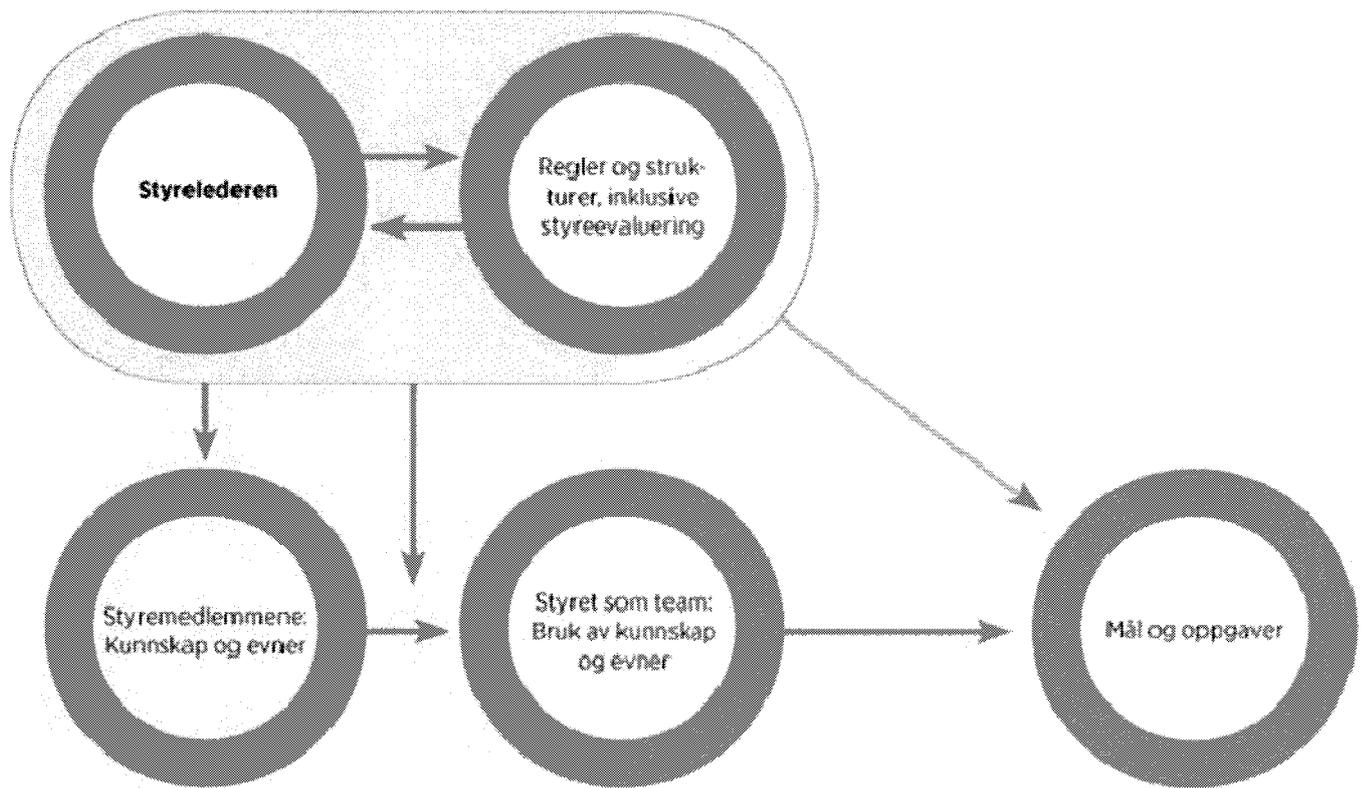 Styrelederen
Regler og struk-
turer, inklusive
styreevaluering
Styremedlemmene:
Kunnskap og evner
Styret som team:
Bruk av kunnskap
og evner
Mål og oppgaver